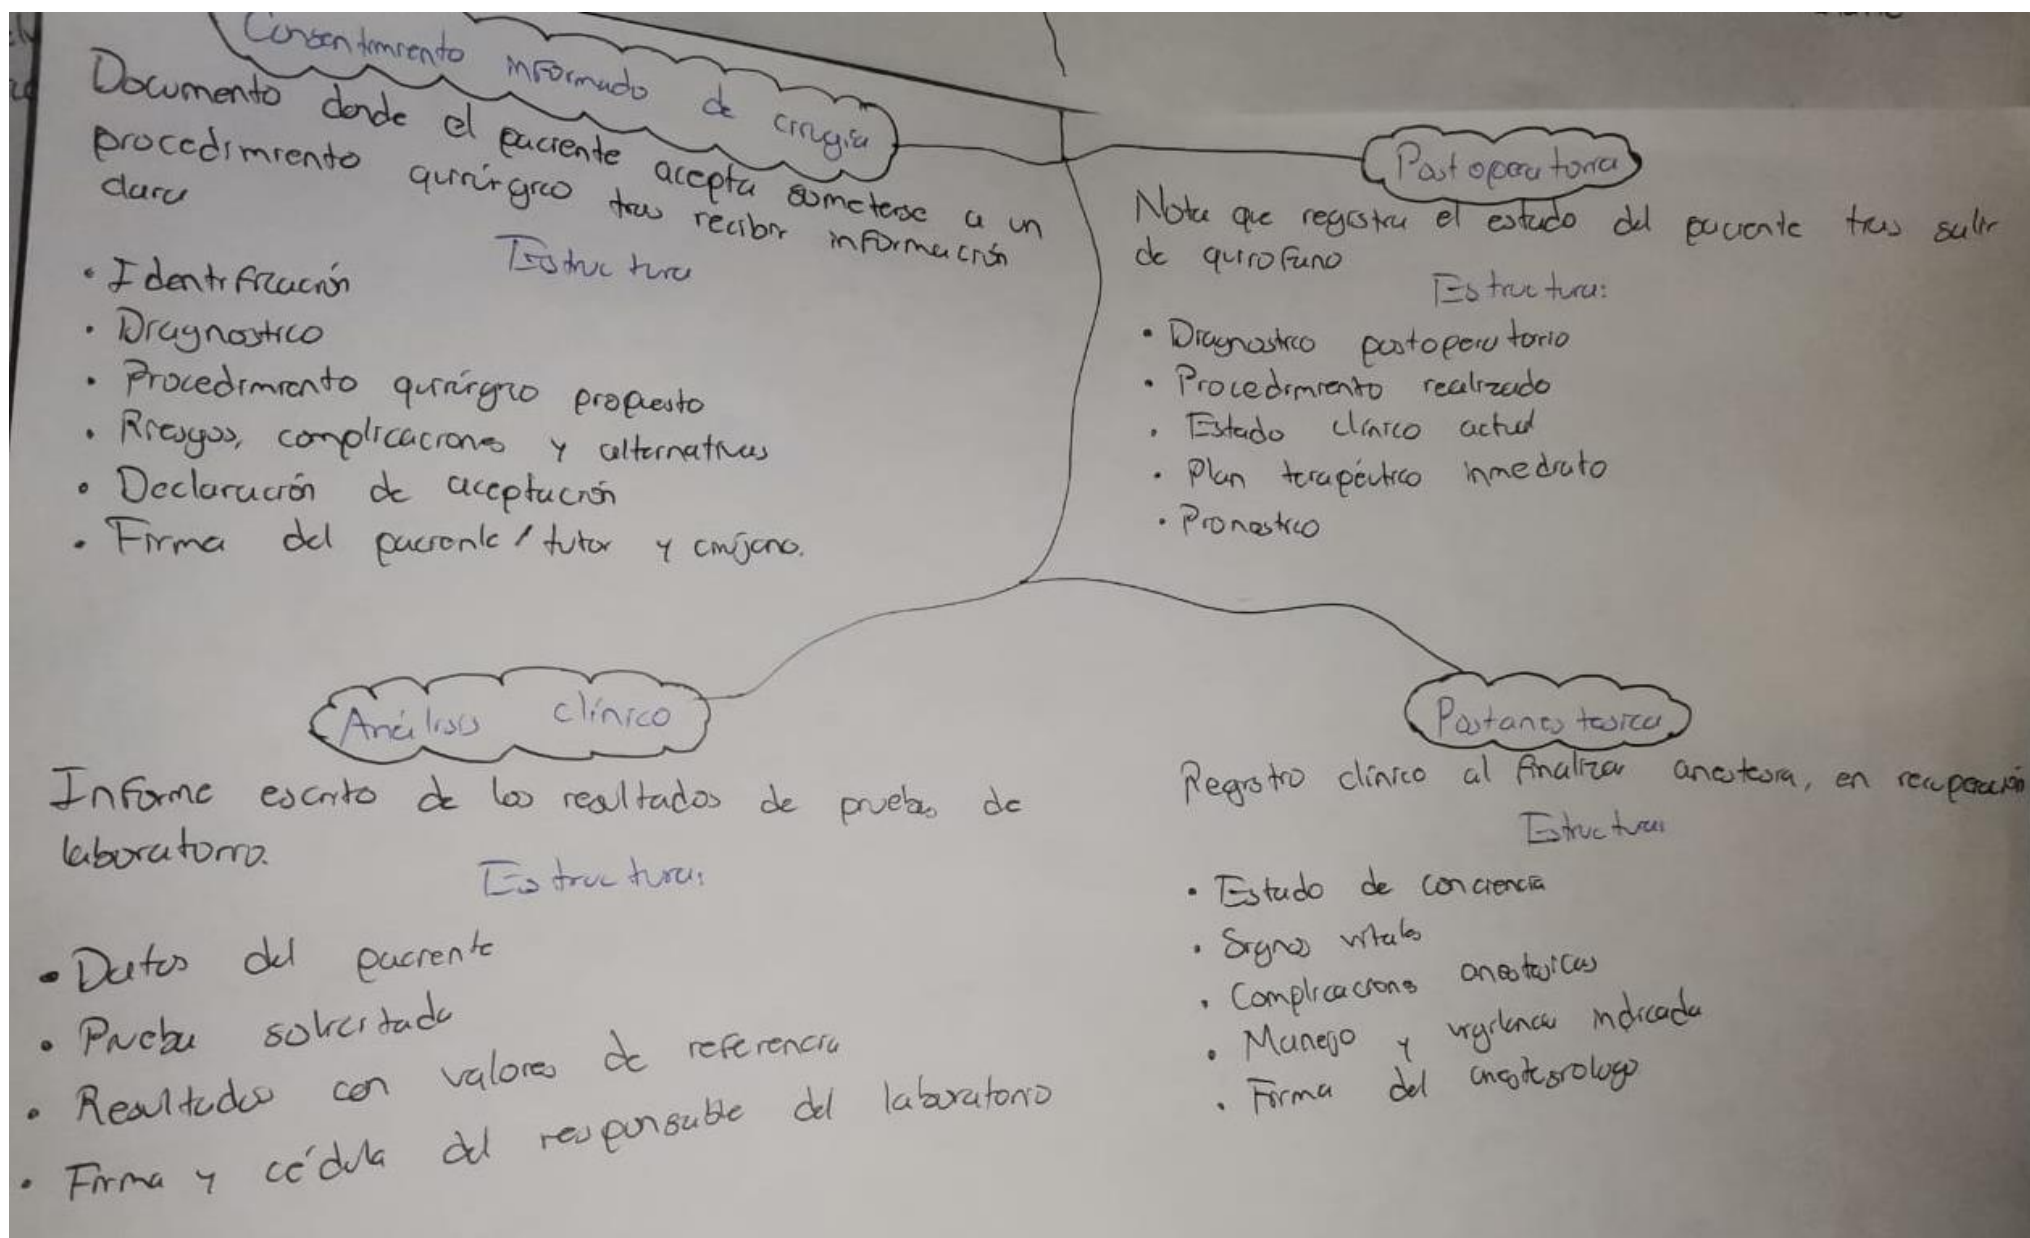 Consentimiento informado de cirugía
Documento donde el paciente acepta someterse a un
procedimiento quirúrgico tras recibir información
clara
Estructura
• Identificación
• Diagnostico
• Procedimiento quirúrgico propuesto
• Riesgos, complicaciones y alternativas
• Declaración de aceptación
• Firma del paciente / tutor y cirujano.
Postoperatoria
Nota que registra el estado del paciente tras salir
de quirofano
Estructura:
• Diagnostico postoperatorio
• Procedimiento realizado
• Estado clínico actual
• Plan terapéutico inmediato
• Pronostico
Análisis clínico
Informe escrito de los resultados de pruebas de
laboratorio.
Estructura:
• Datos del paciente
• Prueba solicitada
• Resultados con valores de referencia
• Firma y cédula del responsable del laboratorio
Postanestesica
Registro clínico al finalizar anestesia, en recuperación
Estructura
• Estado de conciencia
• Signos vitales
• Complicaciones anestesicas
• Manejo y vigilancia indicada
• Firma del anestesiologo